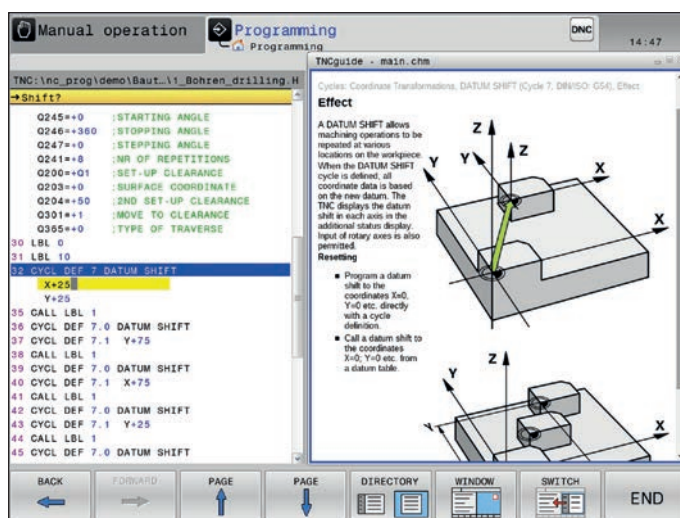 Manual operation
Programming
Programming
DNC
14:47
TNC:\nc_prog\demo\Baut…\1_Bohren_drilling.H
→Shift?
Q245=+0 ;STARTING ANGLE
Q246=+360 ;STOPPING ANGLE
Q247=+0 ;STEPPING ANGLE
Q241=+8 ;NR OF REPETITIONS
Q200=+Q1 ;SET-UP CLEARANCE
Q203=+0 ;SURFACE COORDINATE
Q204=+50 ;2ND SET-UP CLEARANCE
Q301=+1 ;MOVE TO CLEARANCE
Q365=+0 ;TYPE OF TRAVERSE
30 LBL 0
31 LBL 10
32 CYCL DEF 7 DATUM SHIFT
X+25
Y+25
35 CALL LBL 1
36 CYCL DEF 7.0 DATUM SHIFT
37 CYCL DEF 7.1 Y+75
38 CALL LBL 1
39 CYCL DEF 7.0 DATUM SHIFT
40 CYCL DEF 7.1 X+75
41 CALL LBL 1
42 CYCL DEF 7.0 DATUM SHIFT
43 CYCL DEF 7.1 Y+25
44 CALL LBL 1
45 CYCL DEF 7.0 DATUM SHIFT
TNCguide - main.chm
Cycles: Coordinate Transformations, DATUM SHIFT (Cycle 7, DIN/ISO: G54), Effect
Effect
A DATUM SHIFT allows
machining operations to be
repeated at various
locations on the workpiece.
When the DATUM SHIFT
cycle is defined, all
coordinate data is based
on the new datum. The
TNC displays the datum
shift in each axis in the
additional status display.
Input of rotary axes is also
permitted.
Resetting
■ Program a datum
shift to the
coordinates X=0,
Y=0 etc. directly
with a cycle
definition.
■ Call a datum shift to
the coordinates
X=0; Y=0 etc. from
a datum table.
Z
Z
Y
Y
X
X
Z
Y
X
Y
BACK
FORWARD
PAGE
PAGE
DIRECTORY
WINDOW
SWITCH
END